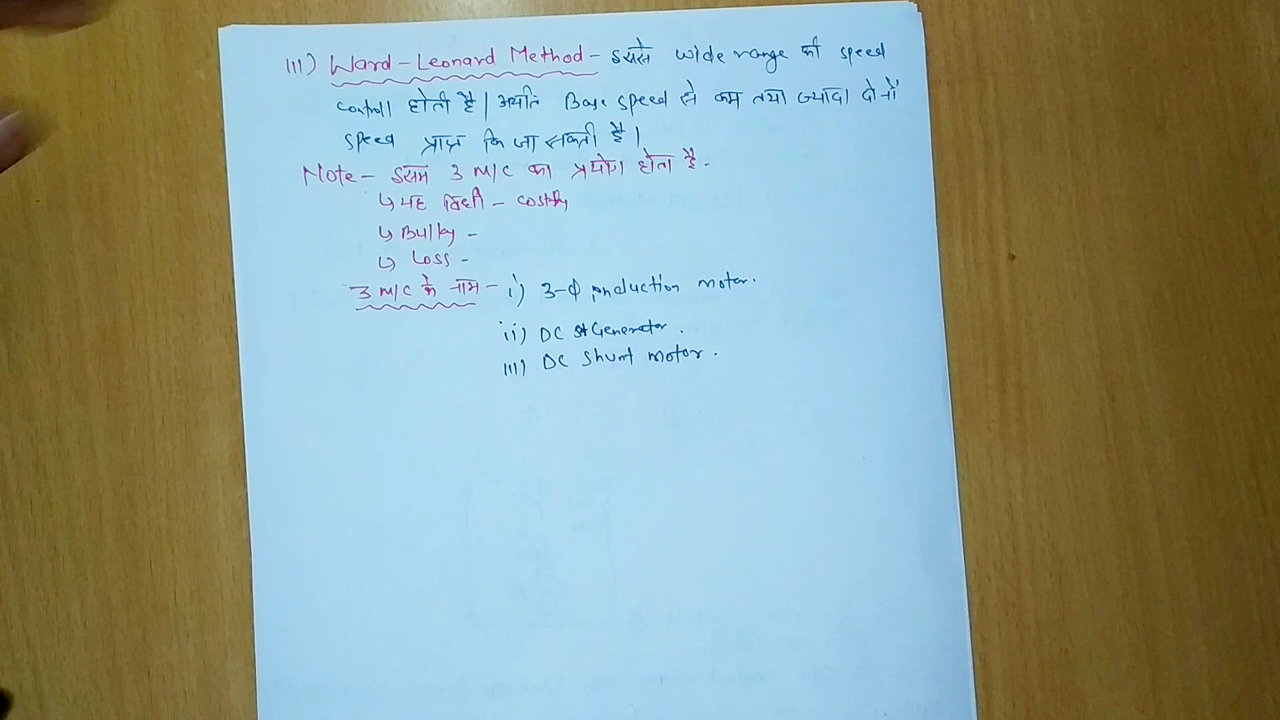 III) Ward-Leonard Method - इससे wide range की speed
controll होती है। अर्थात Base speed से कम तथा ज्यादा दोनों
speed प्राप्त कि जा सकती है।
Note - इसमे 3 M/C का प्रयोग होता है.
↳ यह विधी - costly
↳ Bulky -
↳ Loss -
3 M/C के नाम - i) 3-Φ induction motor.
ii) DC Generator.
III) DC Shunt motor.